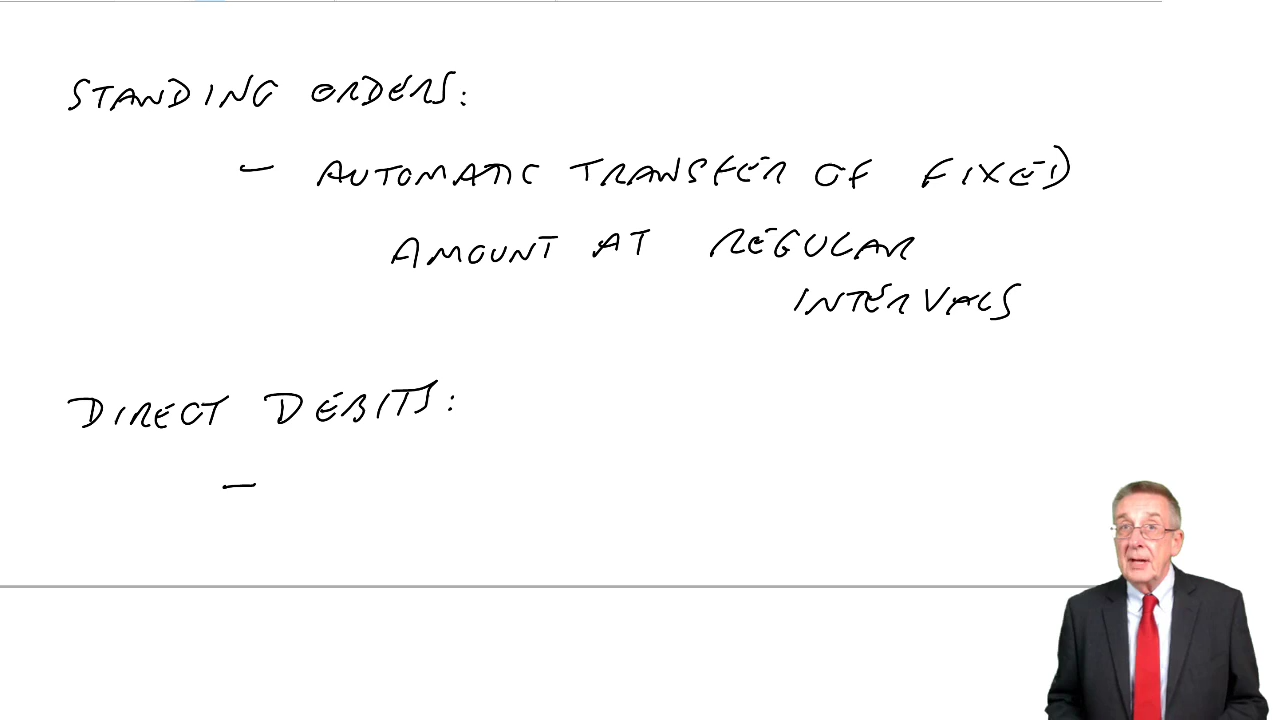 STANDING ORDERS:
- AUTOMATIC TRANSFER OF FIXED
AMOUNT AT REGULAR
INTERVALS
DIRECT DEBITS:
-